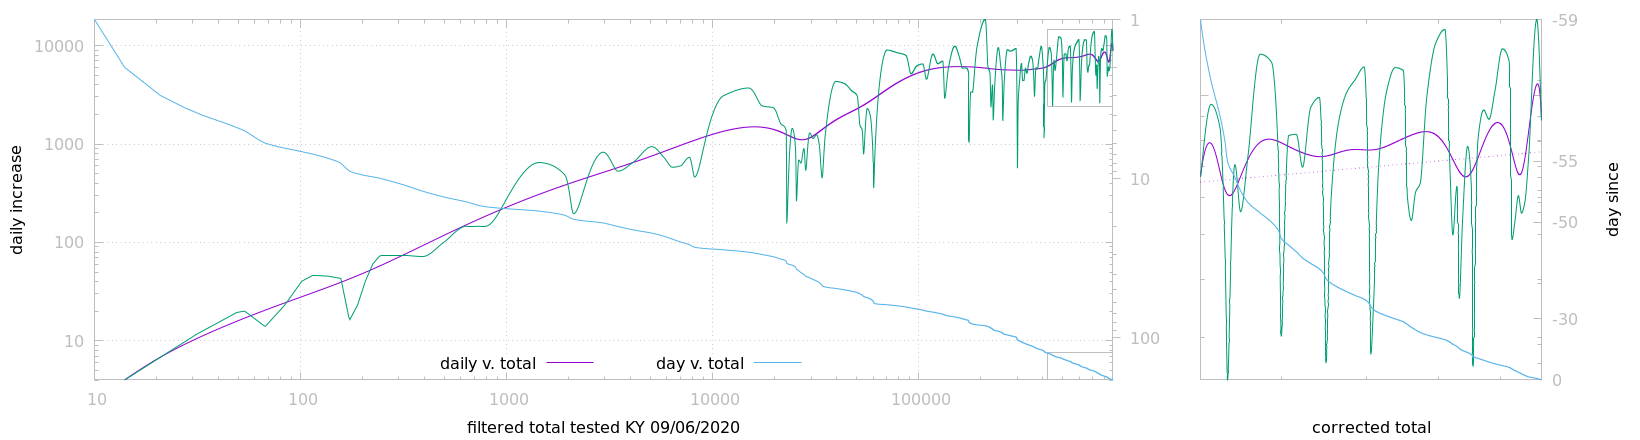 10000
1000
100
10
daily increase
10
100
1000
10000
100000
1
10
100
daily v. total
day v. total
filtered total tested KY 09/06/2020
-59
-55
-50
-30
0
day since
corrected total